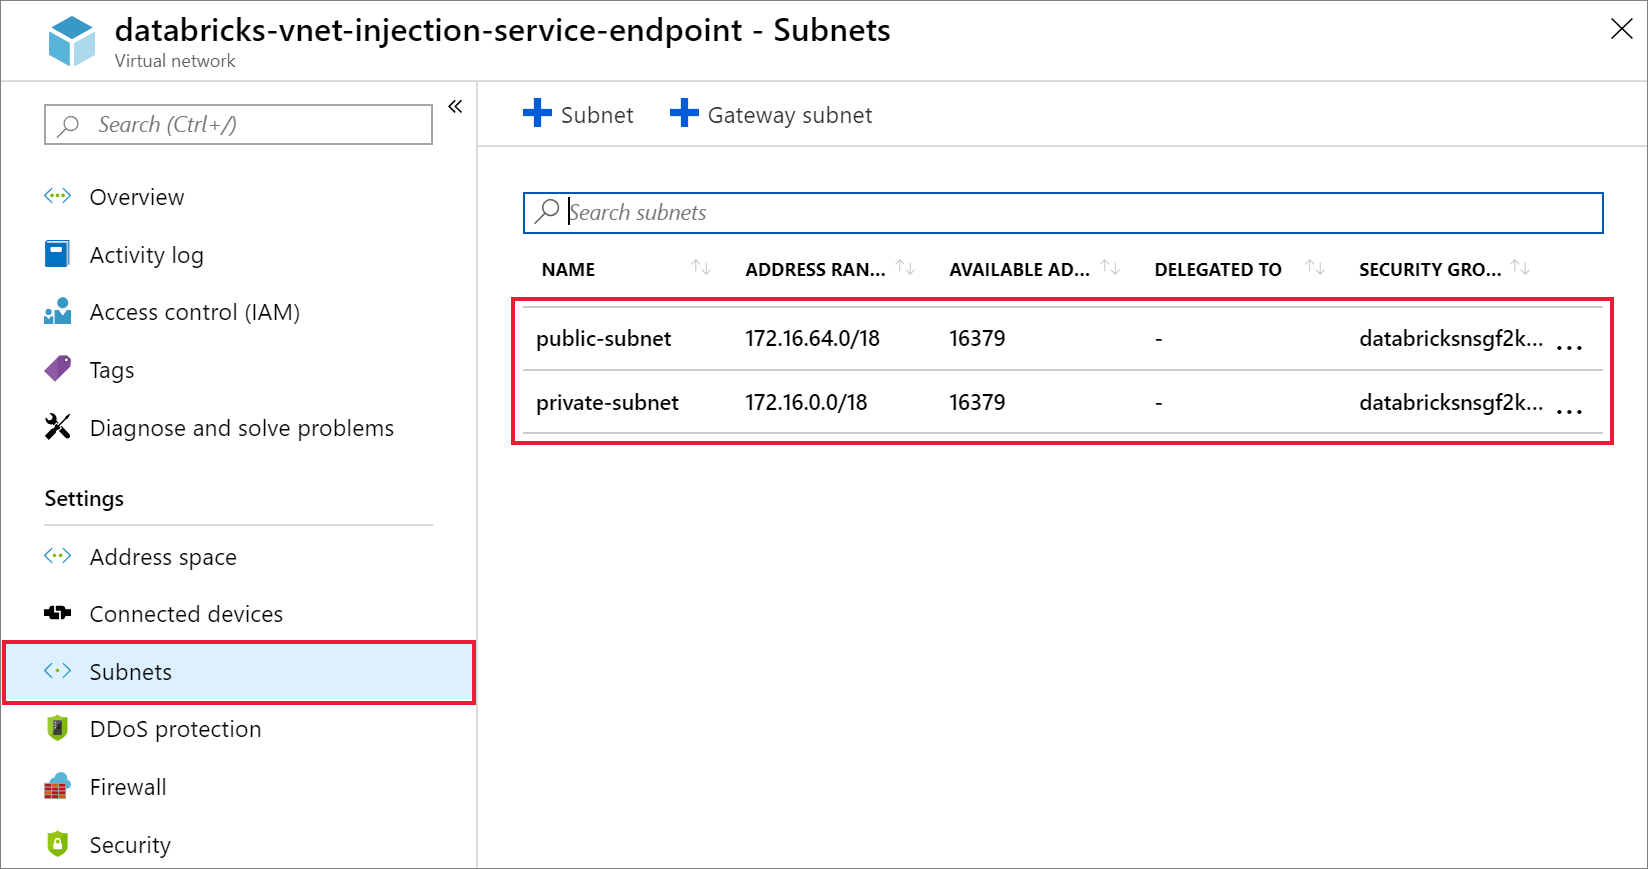 databricks-vnet-injection-service-endpoint - Subnets
Virtual network
Search (Ctrl+/)
Overview
Activity log
Access control (IAM)
Tags
Diagnose and solve problems
Settings
Address space
Connected devices
Subnets
DDoS protection
Firewall
Security
Subnet Gateway subnet
Search subnets
NAME ADDRESS RAN... AVAILABLE AD... DELEGATED TO SECURITY GRO...
public-subnet 172.16.64.0/18 16379 - databricksnsgf2k... ...
private-subnet 172.16.0.0/18 16379 - databricksnsgf2k... ...